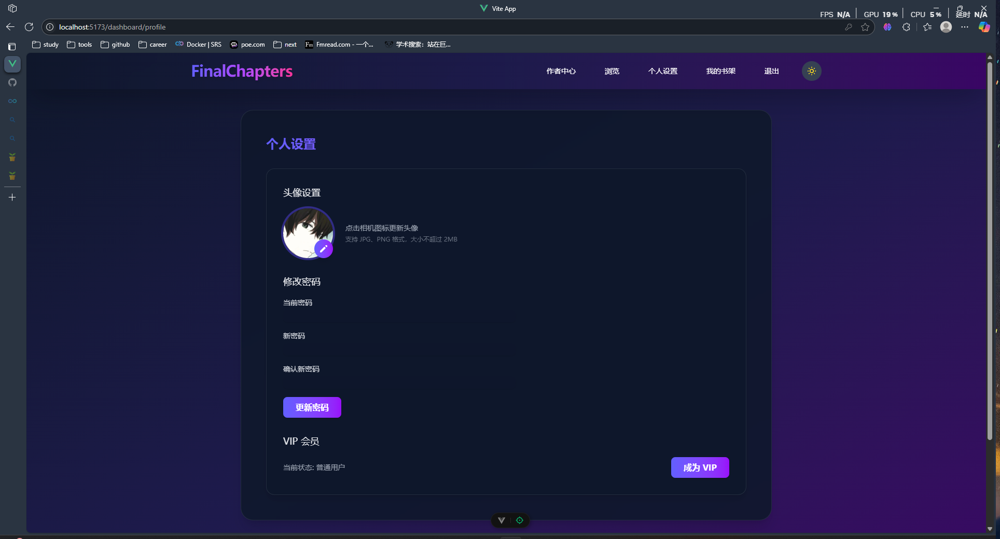 Vite App
FPS N/A GPU 19% CPU 5% 延时 N/A
localhost:5173/dashboard/profile
study tools github career Docker | SRS poe.com next Fm Fmread.com - 一个... 学术搜索：站在巨...
FinalChapters 作者中心 浏览 个人设置 我的书架 退出
个人设置
头像设置
点击相机图标更新头像
支持 JPG、PNG 格式，大小不超过 2MB
修改密码
当前密码
新密码
确认新密码
更新密码
VIP 会员
当前状态: 普通用户
成为 VIP